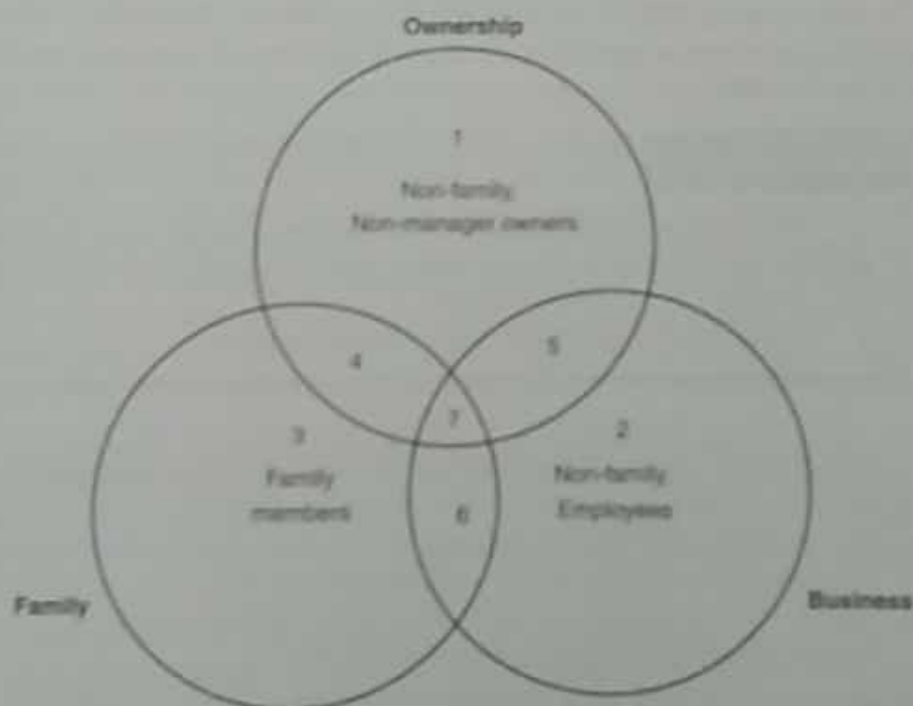 Ownership
1
Non-family,
Non-manager owners
4
5
7
3
Family
members
2
Non-family,
Employees
6
Family
Business